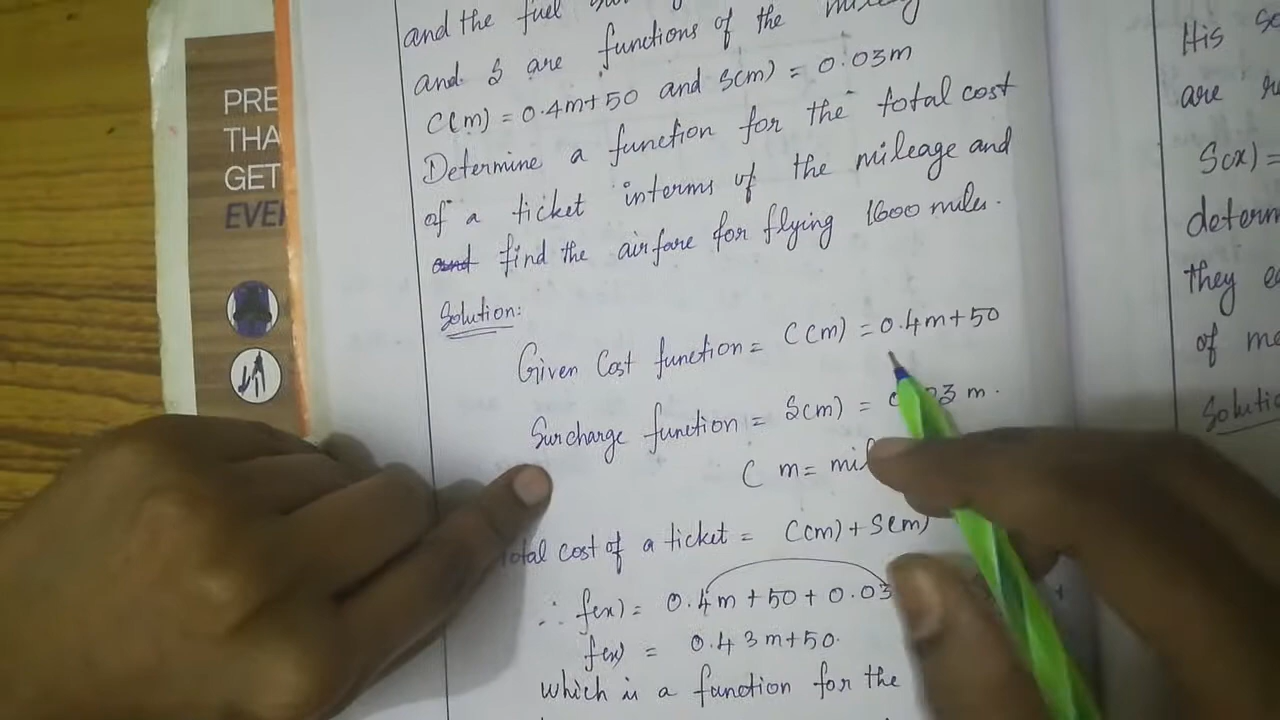 PRE
THA
GET
EVE
and the fuel
and S are functions of the
C(m) = 0.4m+50 and S(m) = 0.03m
Determine a function for the total cost
of a ticket interms of the mileage and
and find the airfare for flying 1600 miles.
Solution:
Given Cost function = C(m) = 0.4m+50
Surcharge function = S(m) = 03 m.
( m = mil
otal cost of a ticket = C(m) + S(m)
∴ f(x) = 0.4m + 50 + 0.03
f(x) = 0.43m+50.
which is a function for the
His
are
S(x) =
determ
they
of me
Solutio